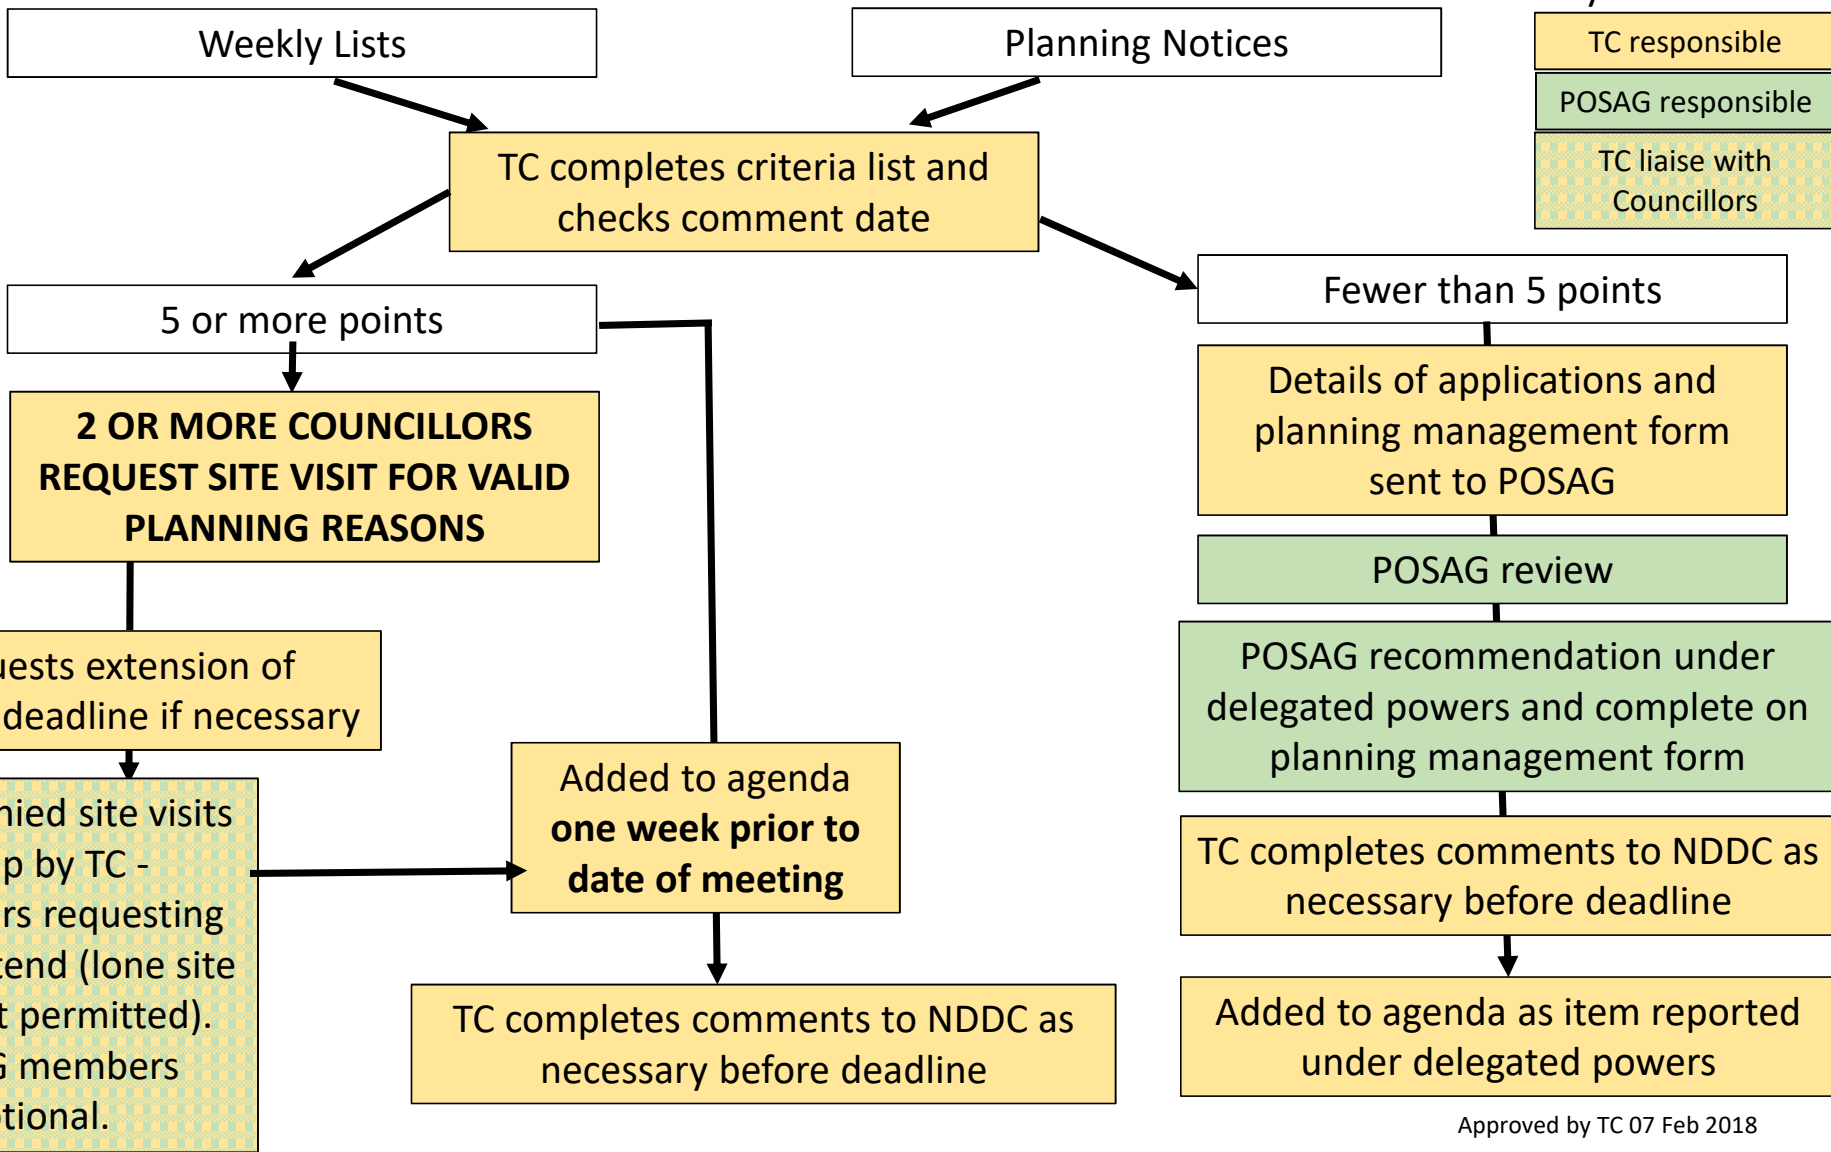 Weekly Lists
Planning Notices
TC responsible
POSAG responsible
TC liaise with
Councillors
TC completes criteria list and
checks comment date
5 or more points
Fewer than 5 points
2 OR MORE COUNCILLORS
REQUEST SITE VISIT FOR VALID
PLANNING REASONS
Details of applications and
planning management form
sent to POSAG
POSAG review
extension of
deadline if necessary
POSAG recommendation under
delegated powers and complete on
planning management form
site visits
by TC -
requesting
(lone site
permitted).
members
Added to agenda
one week prior to
date of meeting
TC completes comments to NDDC as
necessary before deadline
TC completes comments to NDDC as
necessary before deadline
Added to agenda as item reported
under delegated powers
Approved by TC 07 Feb 2018